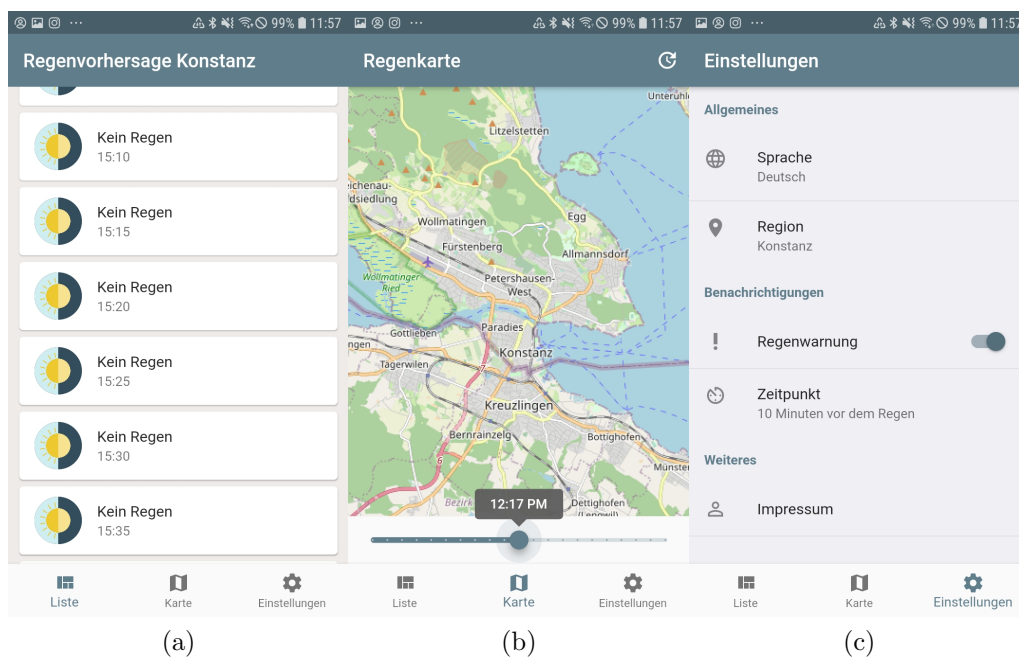 99% 11:57
Regenvorhersage Konstanz
Kein Regen
15:10
Kein Regen
15:15
Kein Regen
15:20
Kein Regen
15:25
Kein Regen
15:30
Kein Regen
15:35
Liste
Karte
Einstellungen
(a)
99% 11:57
Regenkarte
Litzelstetten
Wollmatingen
Egg
Fürstenberg
Allmannsdorf
Wollmatinger
Ried
Petershausen-
West
Gottlieben
Paradies
Konstanz
Tägerwilen
7
Kreuzlingen
Bernrainzelg
Bottighofen
6
Münster
12:17 PM
Bezirk
Dettighofen
(Lengwil)
Liste
Karte
Einstellungen
(b)
99% 11:57
Einstellungen
Allgemeines
Sprache
Deutsch
Region
Konstanz
Benachrichtigungen
Regenwarnung
Zeitpunkt
10 Minuten vor dem Regen
Weiteres
Impressum
Liste
Karte
Einstellungen
(c)